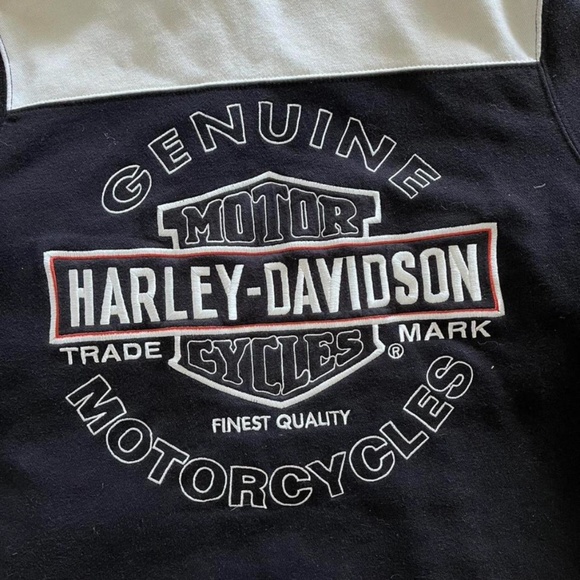 GENUINE
MOTOR
HARLEY-DAVIDSON
TRADE MARK
CYCLES ®
FINEST QUALITY
MOTORCYCLES